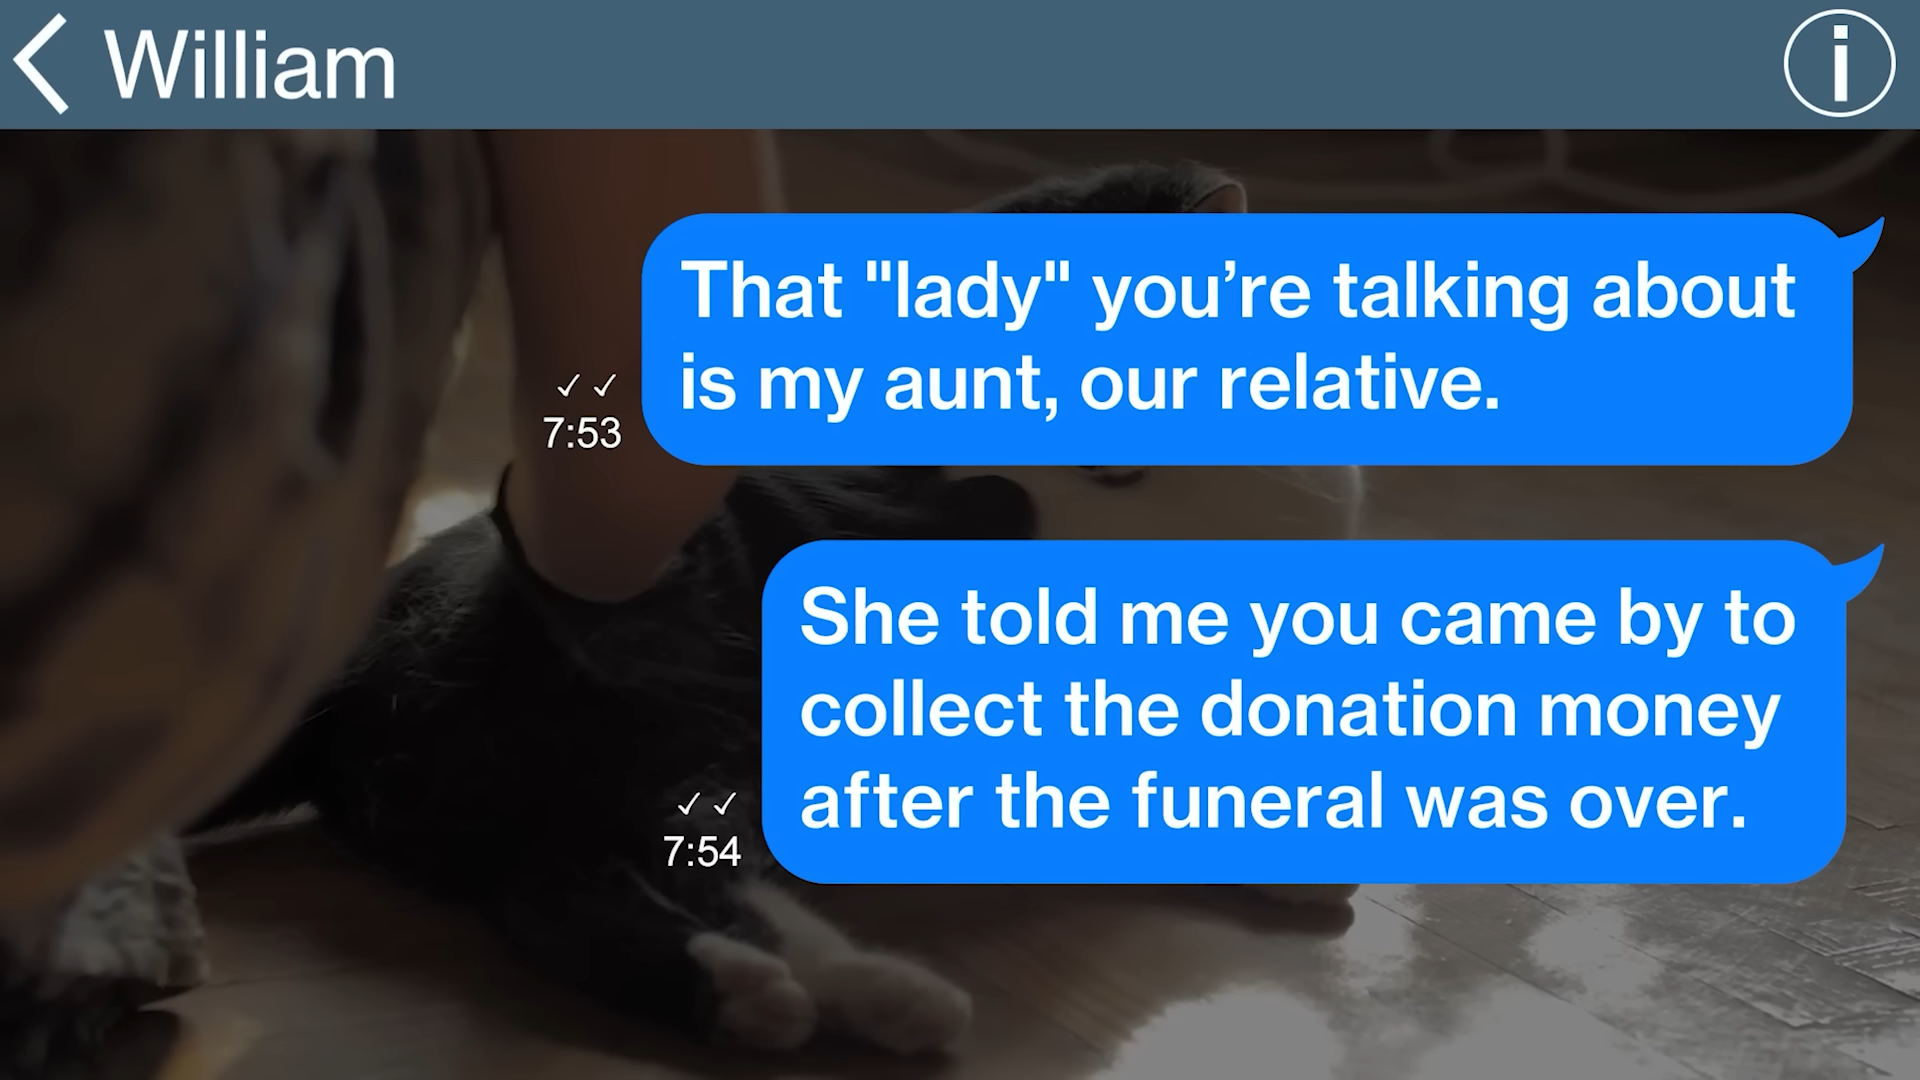 William
i
That "lady" you’re talking about
is my aunt, our relative.
✓✓
7:53
She told me you came by to
collect the donation money
after the funeral was over.
✓✓
7:54